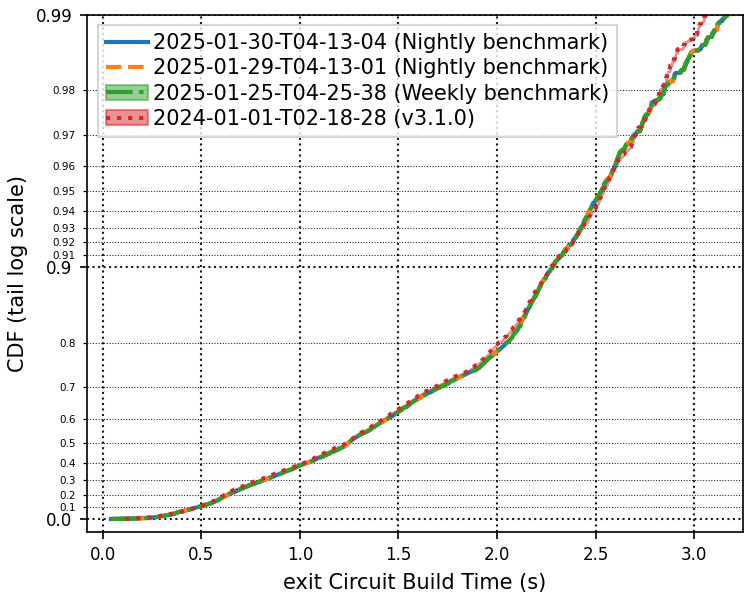 0.99
2025-01-30-T04-13-04 (Nightly benchmark)
2025-01-29-T04-13-01 (Nightly benchmark)
2025-01-25-T04-25-38 (Weekly benchmark)
2024-01-01-T02-18-28 (v3.1.0)
0.98
0.97
0.96
0.95
0.94
0.93
0.92
0.91
0.9
0.8
0.7
0.6
0.5
0.4
0.3
0.2
0.1
0.0
CDF (tail log scale)
0.0 0.5 1.0 1.5 2.0 2.5 3.0
exit Circuit Build Time (s)